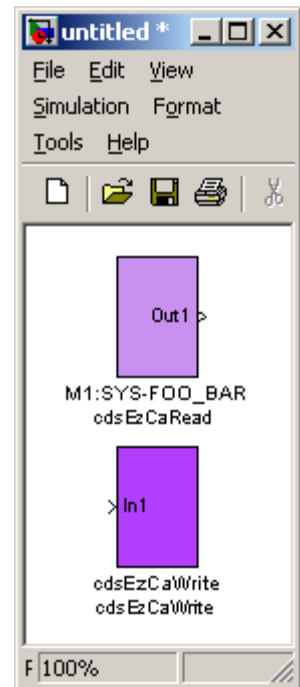 untitled *
File Edit View
Simulation Format
Tools Help
Out1
M1:SYS-FOO_BAR
cdsEzCaRead
In1
cdsEzCaWrite
cdsEzCaWrite
F 100%